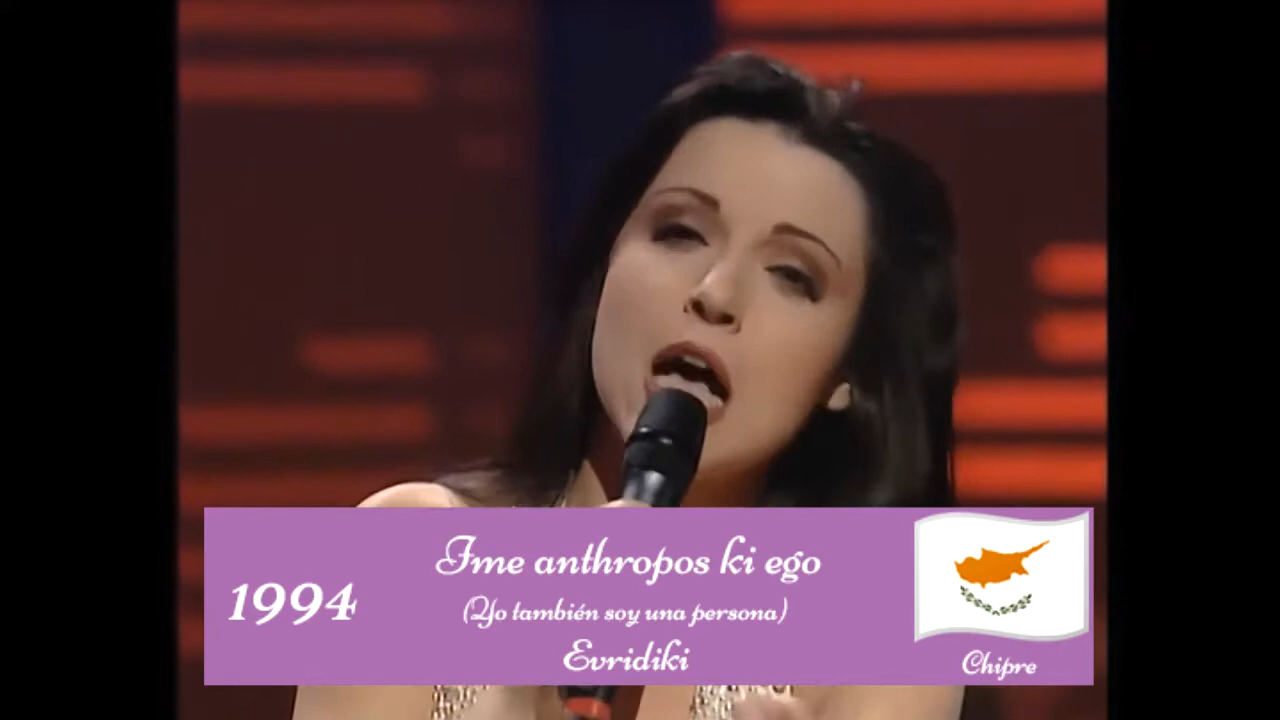 1994
Ime anthropos ki ego
(Yo también soy una persona)
Evridiki
Chipre